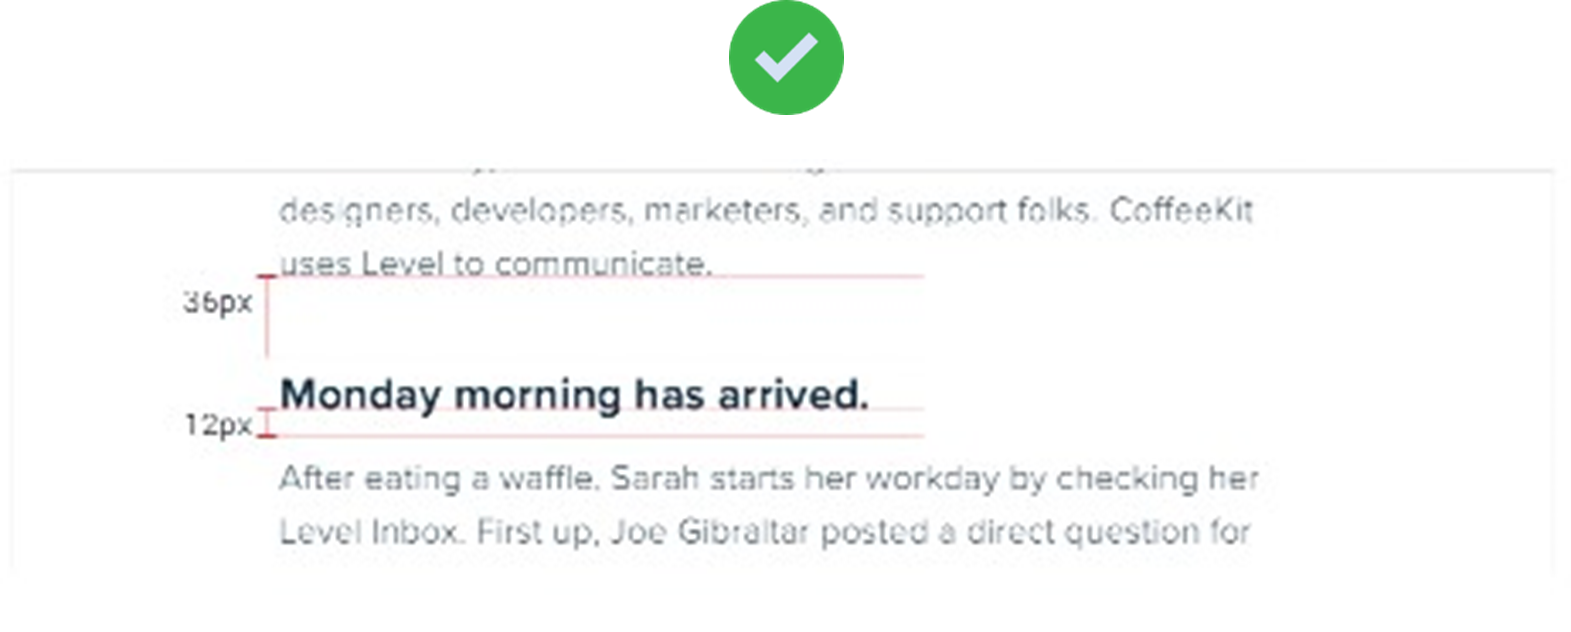 designers, developers, marketers, and support folks. CoffeeKit
uses Level to communicate.
36px
Monday morning has arrived.
12px
After eating a waffle, Sarah starts her workday by checking her
Level Inbox. First up, Joe Gibraltar posted a direct question for